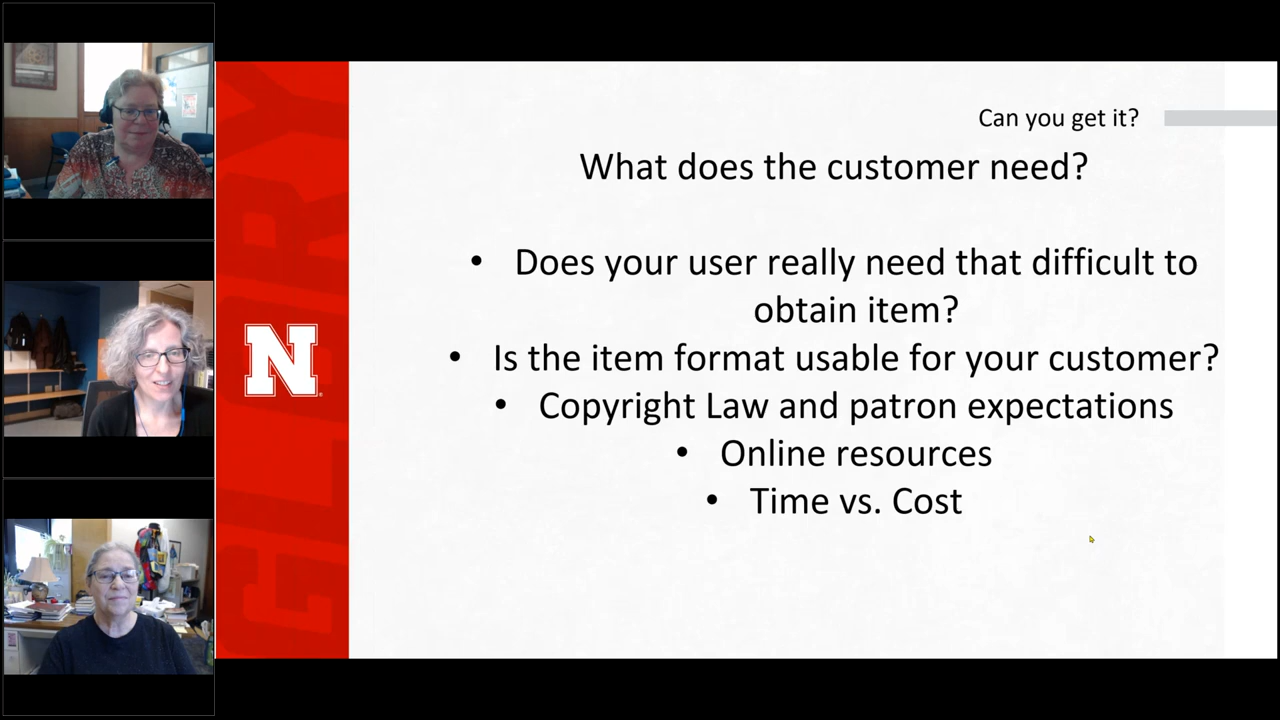 Can you get it?
What does the customer need?
• Does your user really need that difficult to
obtain item?
• Is the item format usable for your customer?
• Copyright Law and patron expectations
• Online resources
• Time vs. Cost
GLORY
N